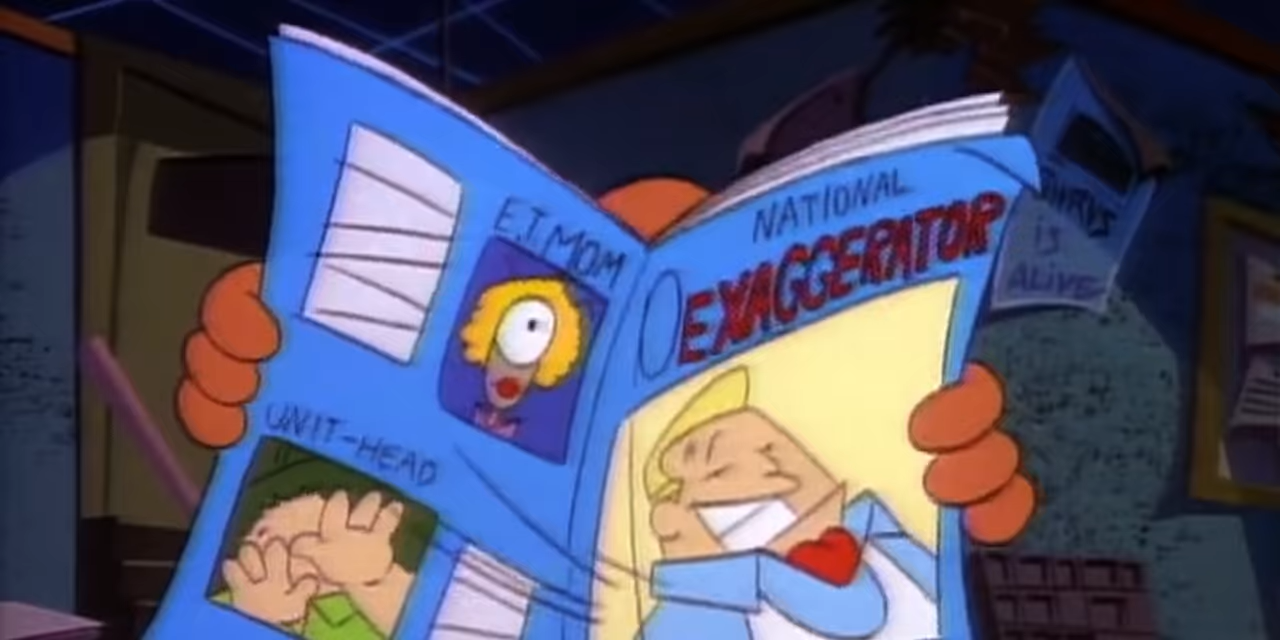 E.T. MOM
UNIT-HEAD
NATIONAL
EXAGGERATOR
is
ALIVE